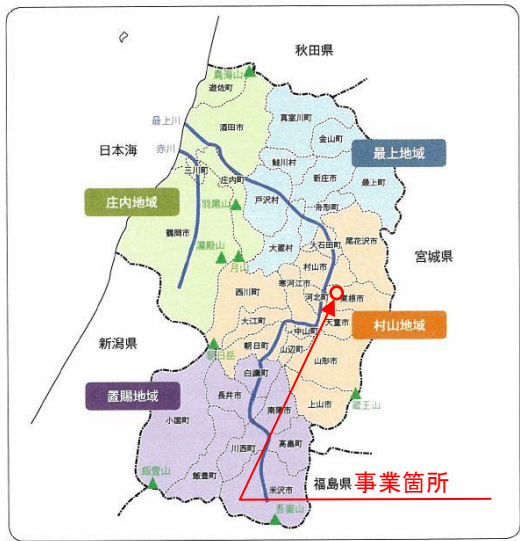 秋田県
鳥海山
遊佐町
真室川町
最上川
酒田市
金山町
日本海
赤川
鮭川村
最上地域
三川町
庄内町
新庄市
最上町
戸沢村
庄内地域
羽黒山
舟形町
鶴岡市
大石田町
尾花沢市
大蔵村
宮城県
湯殿山
月山
村山市
寒河江市
西川町
河北町
東根市
大江町
中山町
天童市
村山地域
新潟県
朝日町
山辺町
朝日岳
山形市
白鷹町
置賜地域
長井市
南陽市
上山市
蔵王山
小国町
川西町
高畠町
飯豊山
飯豊町
米沢市
福島県
事業箇所
吾妻山